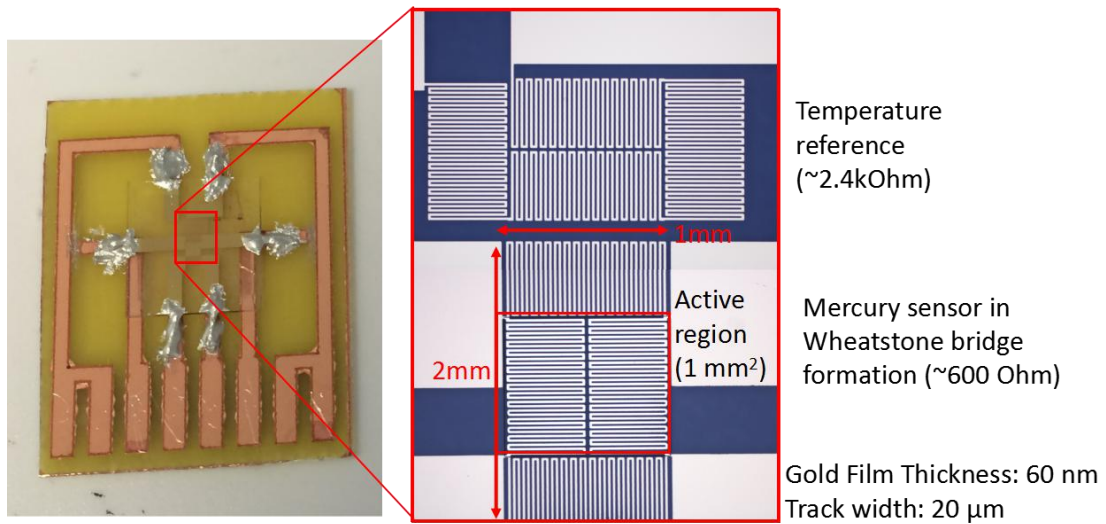 Temperature
reference
(~2.4kOhm)
1mm
Active
region
(1 mm²)
2mm
Mercury sensor in
Wheatstone bridge
formation (~600 Ohm)
Gold Film Thickness: 60 nm
Track width: 20 µm